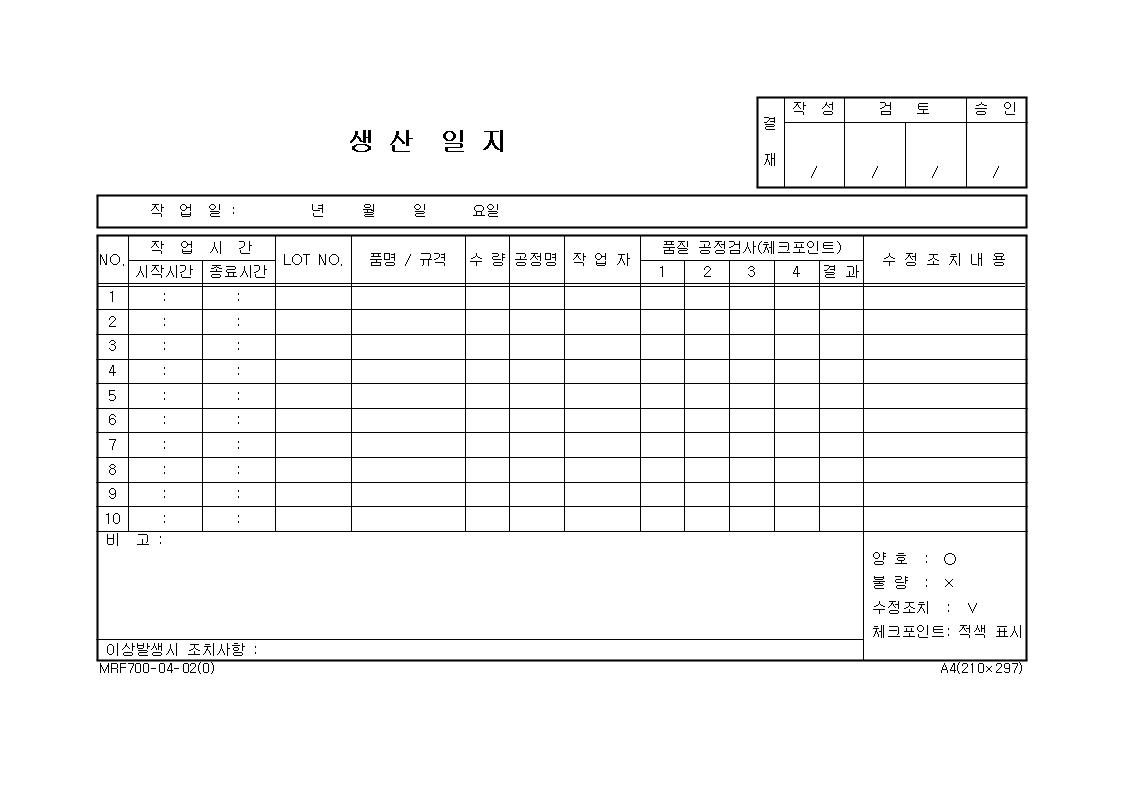 생 산 일 지
결 재
작 성 검 토 승 인
/ / / /
작 업 일 : 년 월 일 요일
NO. 작 업 시 간 LOT NO. 품명 / 규격 수 량 공정명 작 업 자 품질 공정검사(체크포인트) 수 정 조 치 내 용
시작시간 종료시간 1 2 3 4 결 과
1 : :
2 : :
3 : :
4 : :
5 : :
6 : :
7 : :
8 : :
9 : :
10 : :
비 고 :
양 호 : ○
불 량 : ×
수정조치 : ∨
체크포인트: 적색 표시
이상발생시 조치사항 :
MRF700-04-02(0) A4(210×297)